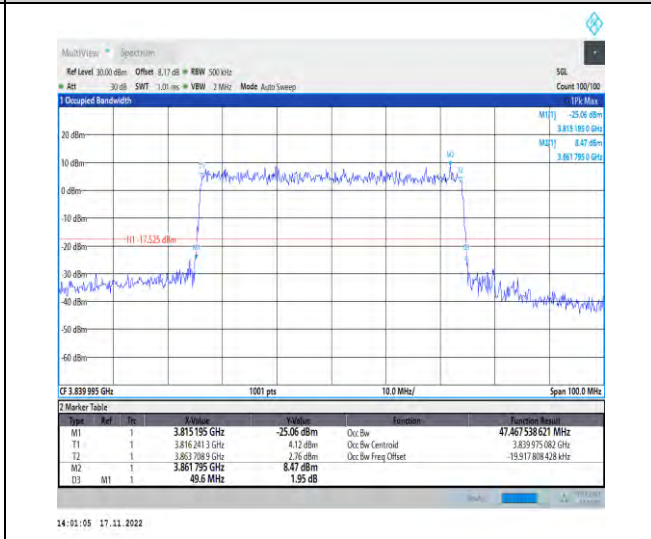 MultiView Spectrum
Ref Level 30.00 dBm Offset 8.17 dB RBW 500 kHz SGL
Att 30 dB SWT 1.01 ms VBW 2 MHz Mode Auto Sweep Count 100/100
1 Occupied Bandwidth 1Pk Max
M1[1] -25.06 dBm
3.815 195 0 GHz
M2[1] 8.47 dBm
3.861 795 0 GHz
20 dBm
M2
10 dBm
0 dBm
-10 dBm
H1 -17.525 dBm
-20 dBm
-30 dBm
-40 dBm
-50 dBm
-60 dBm
CF 3.839 995 GHz 1001 pts 10.0 MHz/ Span 100.0 MHz
2 Marker Table
Type Ref Trc X-Value Y-Value Function Function Result
M1 1 3.815 195 GHz -25.06 dBm Occ Bw 47.467 538 621 MHz
T1 1 3.816 241 3 GHz 4.12 dBm Occ Bw Centroid 3.839 975 082 GHz
T2 1 3.863 708 9 GHz 2.76 dBm Occ Bw Freq Offset -19.917 808 428 kHz
M2 1 3.861 795 GHz 8.47 dBm
D3 M1 1 49.6 MHz 1.95 dB
14:01:05 17.11.2022